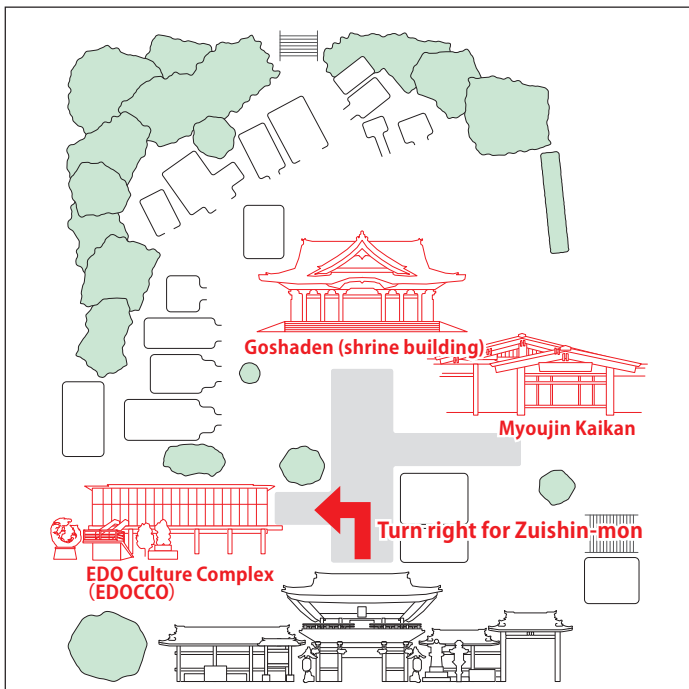 Goshaden (shrine building)
Myoujin Kaikan
Turn right for Zuishin-mon
EDO Culture Complex
(EDOCCO)